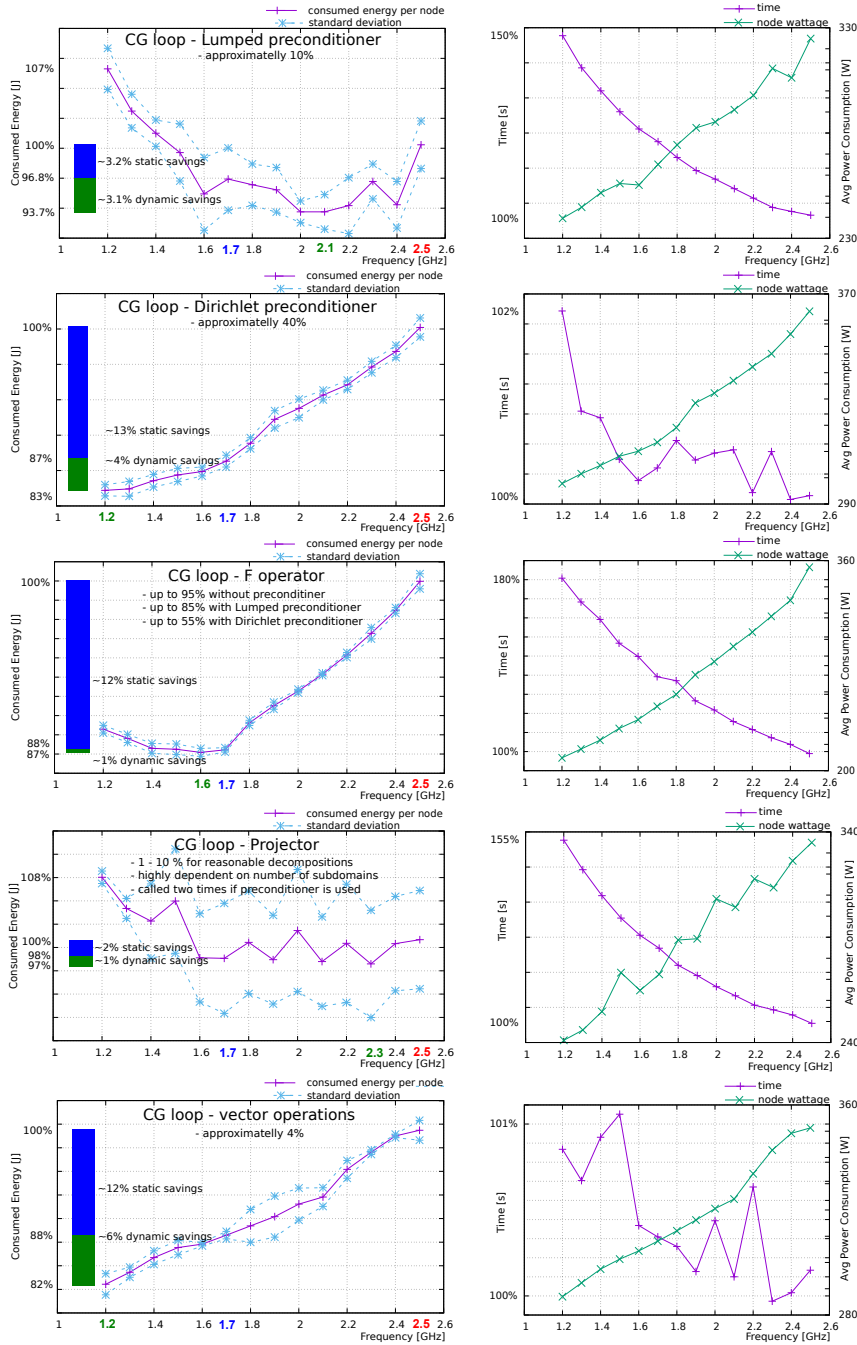 consumed energy per node
standard deviation
CG loop - Lumped preconditioner
- approximatelly 10%
Consumed Energy [J]
107%
100%
96.8%
93.7%
~3.2% static savings
~3.1% dynamic savings
1 1.2 1.4 1.6 1.7 1.8 2 2.1 2.2 2.4 2.5 2.6
Frequency [GHz]
time
node wattage
Time [s]
150%
100%
Avg Power Consumption [W]
330
230
1 1.2 1.4 1.6 1.8 2 2.2 2.4 2.6
consumed energy per node
standard deviation
CG loop - Dirichlet preconditioner
- approximatelly 40%
Consumed Energy [J]
100%
87%
83%
~13% static savings
~4% dynamic savings
1 1.2 1.4 1.6 1.7 1.8 2 2.2 2.4 2.5 2.6
Frequency [GHz]
time
node wattage
Time [s]
102%
100%
Avg Power Consumption [W]
370
290
1 1.2 1.4 1.6 1.8 2 2.2 2.4 2.6
consumed energy per node
standard deviation
CG loop - F operator
- up to 95% without preconditiner
- up to 85% with Lumped preconditioner
- up to 55% with Dirichlet preconditioner
Consumed Energy [J]
100%
88%
87%
~12% static savings
~1% dynamic savings
1 1.2 1.4 1.6 1.7 1.8 2 2.2 2.4 2.5 2.6
Frequency [GHz]
time
node wattage
Time [s]
180%
100%
Avg Power Consumption [W]
360
200
1 1.2 1.4 1.6 1.8 2 2.2 2.4 2.6
consumed energy per node
standard deviation
CG loop - Projector
- 1 - 10 % for reasonable decompositions
- highly dependent on number of subdomains
- called two times if preconditioner is used
Consumed Energy [J]
108%
100%
98%
97%
~2% static savings
~1% dynamic savings
1 1.2 1.4 1.6 1.7 1.8 2 2.2 2.3 2.4 2.5 2.6
Frequency [GHz]
time
node wattage
Time [s]
155%
100%
Avg Power Consumption [W]
340
240
1 1.2 1.4 1.6 1.8 2 2.2 2.4 2.6
consumed energy per node
standard deviation
CG loop - vector operations
- approximatelly 4%
Consumed Energy [J]
100%
88%
82%
~12% static savings
~6% dynamic savings
1 1.2 1.4 1.6 1.7 1.8 2 2.2 2.4 2.5 2.6
Frequency [GHz]
time
node wattage
Time [s]
101%
100%
Avg Power Consumption [W]
360
280
1 1.2 1.4 1.6 1.8 2 2.2 2.4 2.6